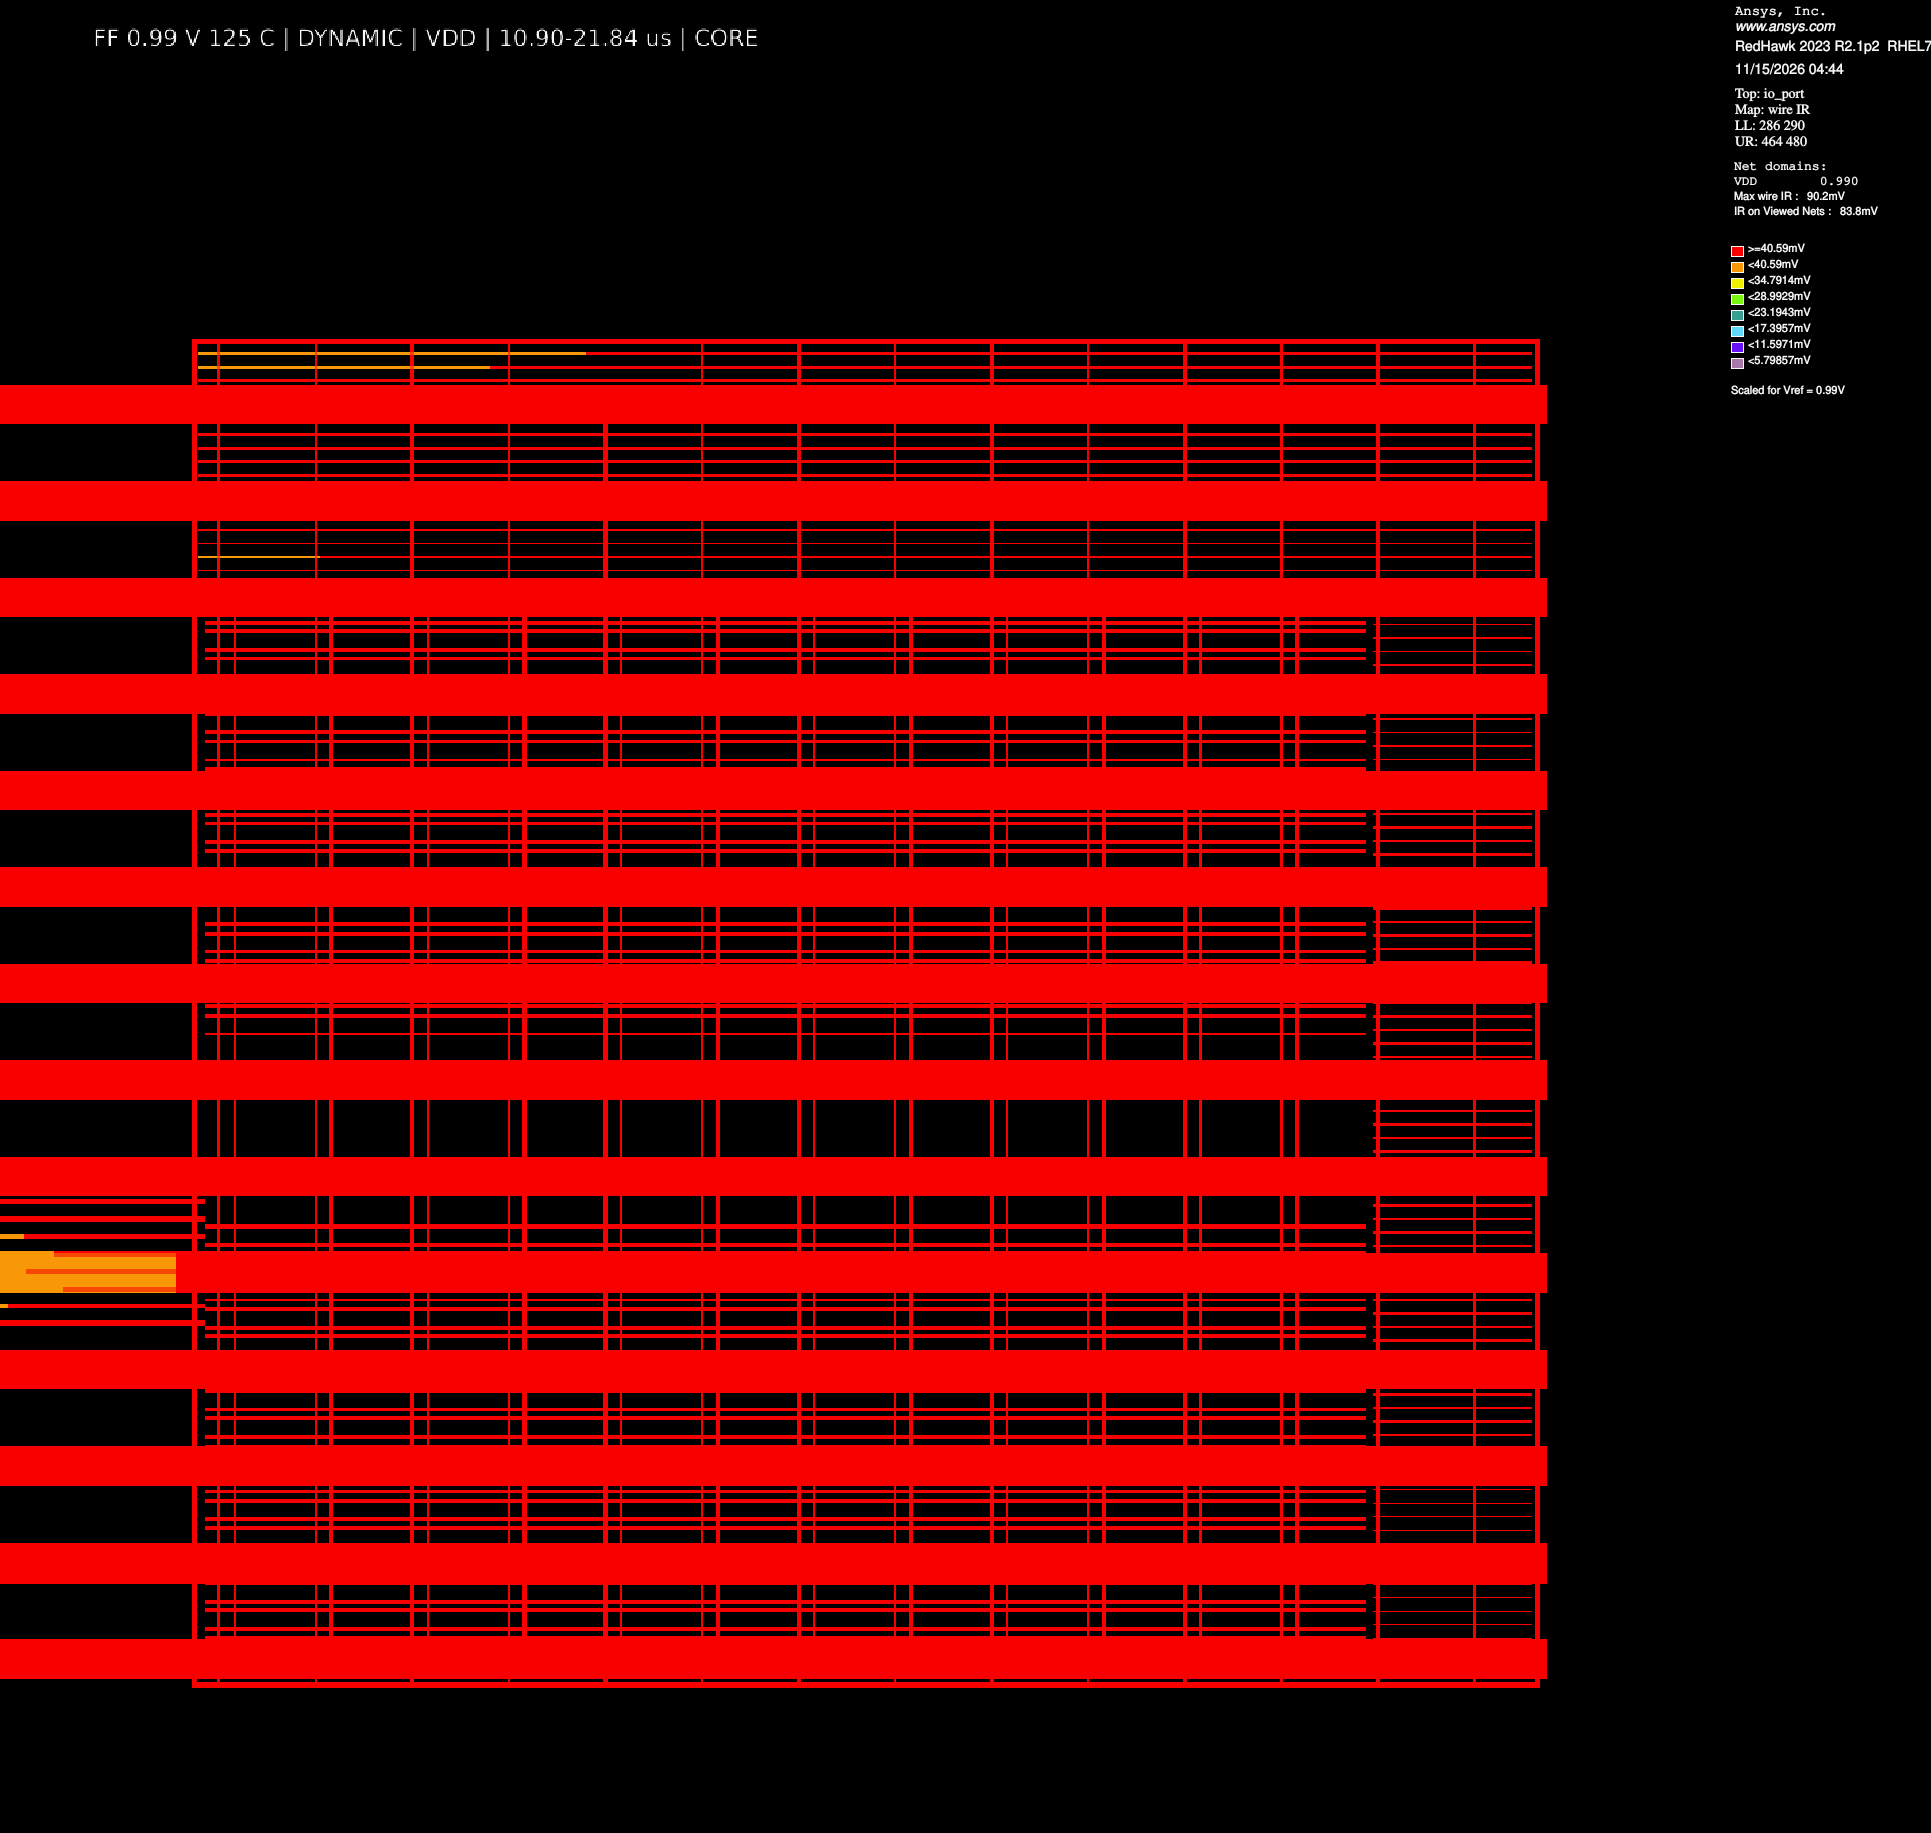 FF 0.99 V 125 C | DYNAMIC | VDD | 10.90-21.84 us | CORE
Ansys, Inc.
www.ansys.com
RedHawk 2023 R2.1p2 RHEL7
11/15/2026 04:44
Top: io_port
Map: wire IR
LL: 286 290
UR: 464 480
Net domains:
VDD 0.990
Max wire IR : 90.2mV
IR on Viewed Nets : 83.8mV
>=40.59mV
<40.59mV
<34.7914mV
<28.9929mV
<23.1943mV
<17.3957mV
<11.5971mV
<5.79857mV
Scaled for Vref = 0.99V